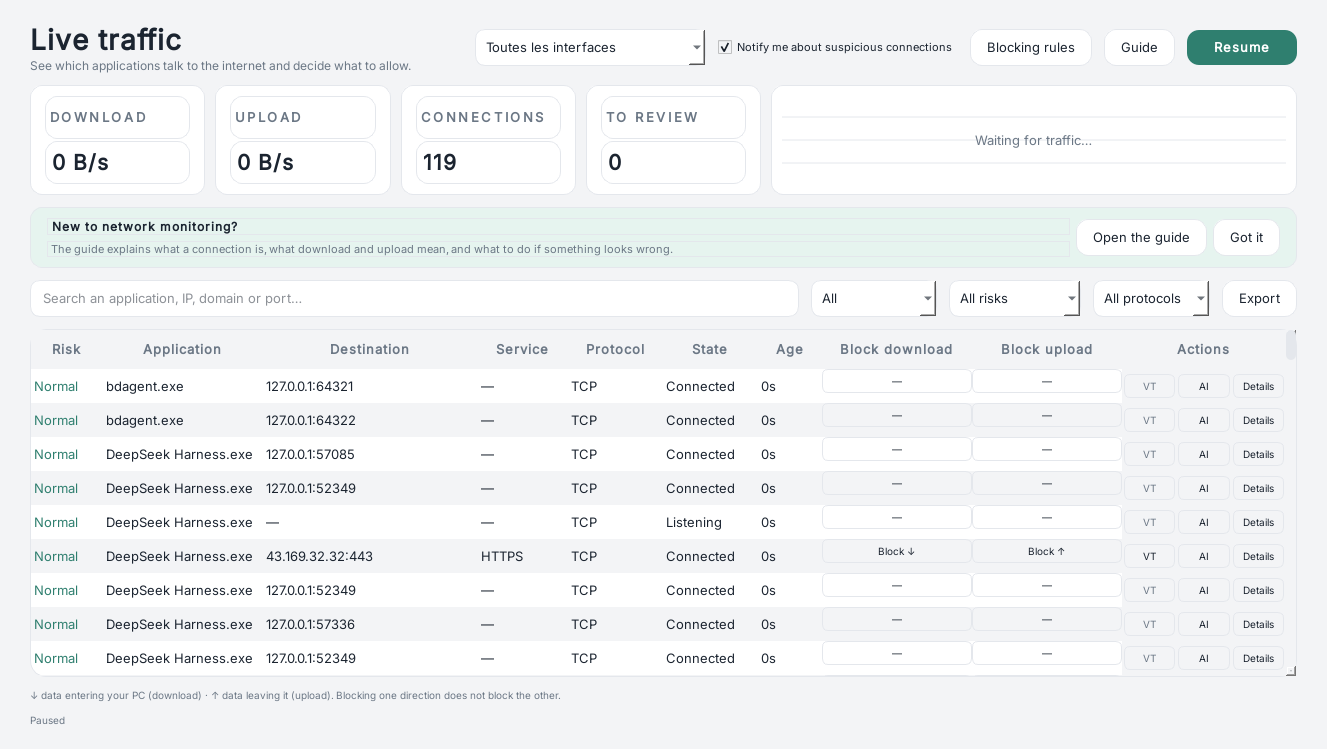 Live traffic
See which applications talk to the internet and decide what to allow.
Toutes les interfaces
Notify me about suspicious connections
Blocking rules
Guide
Resume
DOWNLOAD
0 B/s
UPLOAD
0 B/s
CONNECTIONS
119
TO REVIEW
0
Waiting for traffic...
New to network monitoring?
The guide explains what a connection is, what download and upload mean, and what to do if something looks wrong.
Open the guide
Got it
Search an application, IP, domain or port...
All
All risks
All protocols
Export
Risk Application Destination Service Protocol State Age Block download Block upload Actions
Normal bdagent.exe 127.0.0.1:64321 — TCP Connected 0s — — VT AI Details
Normal bdagent.exe 127.0.0.1:64322 — TCP Connected 0s — — VT AI Details
Normal DeepSeek Harness.exe 127.0.0.1:57085 — TCP Connected 0s — — VT AI Details
Normal DeepSeek Harness.exe 127.0.0.1:52349 — TCP Connected 0s — — VT AI Details
Normal DeepSeek Harness.exe — — TCP Listening 0s — — VT AI Details
Normal DeepSeek Harness.exe 43.169.32.32:443 HTTPS TCP Connected 0s Block ↓ Block ↑ VT AI Details
Normal DeepSeek Harness.exe 127.0.0.1:52349 — TCP Connected 0s — — VT AI Details
Normal DeepSeek Harness.exe 127.0.0.1:57336 — TCP Connected 0s — — VT AI Details
Normal DeepSeek Harness.exe 127.0.0.1:52349 — TCP Connected 0s — — VT AI Details
↓ data entering your PC (download) · ↑ data leaving it (upload). Blocking one direction does not block the other.
Paused